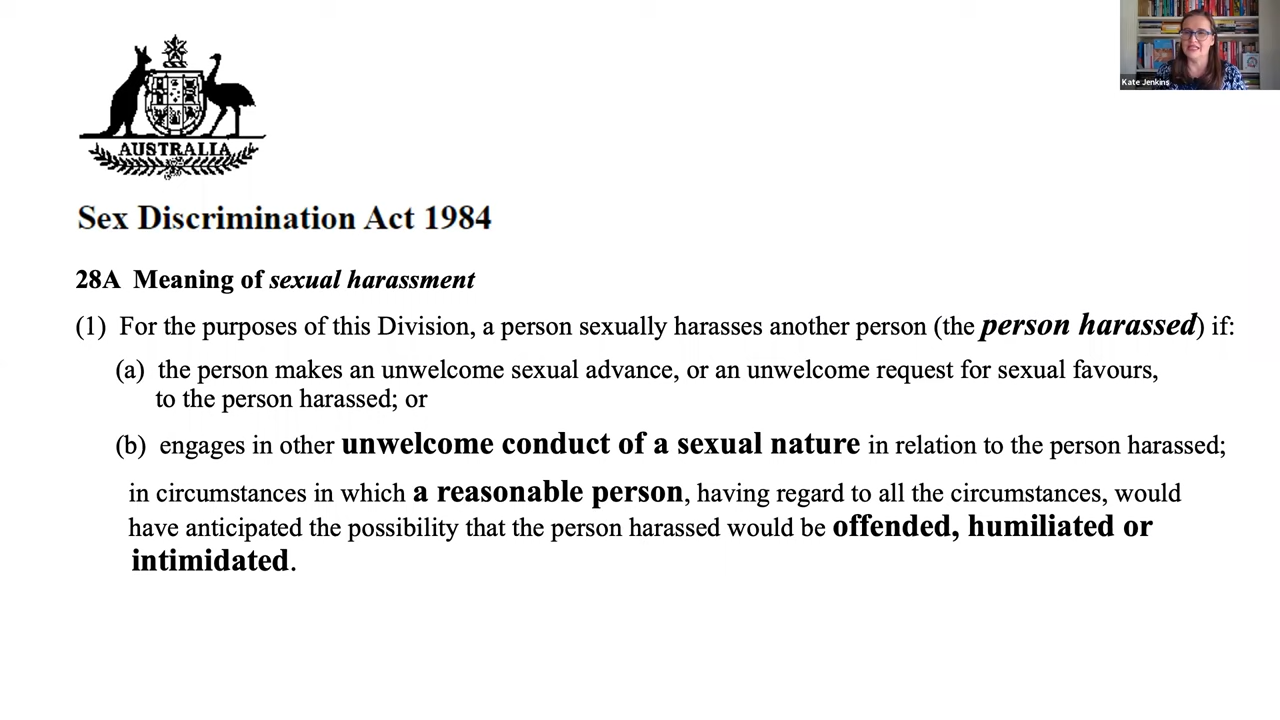 Kate Jenkins
AUSTRALIA
Sex Discrimination Act 1984
28A Meaning of sexual harassment
(1) For the purposes of this Division, a person sexually harasses another person (the person harassed) if:
(a) the person makes an unwelcome sexual advance, or an unwelcome request for sexual favours,
to the person harassed; or
(b) engages in other unwelcome conduct of a sexual nature in relation to the person harassed;
in circumstances in which a reasonable person, having regard to all the circumstances, would
have anticipated the possibility that the person harassed would be offended, humiliated or
intimidated.